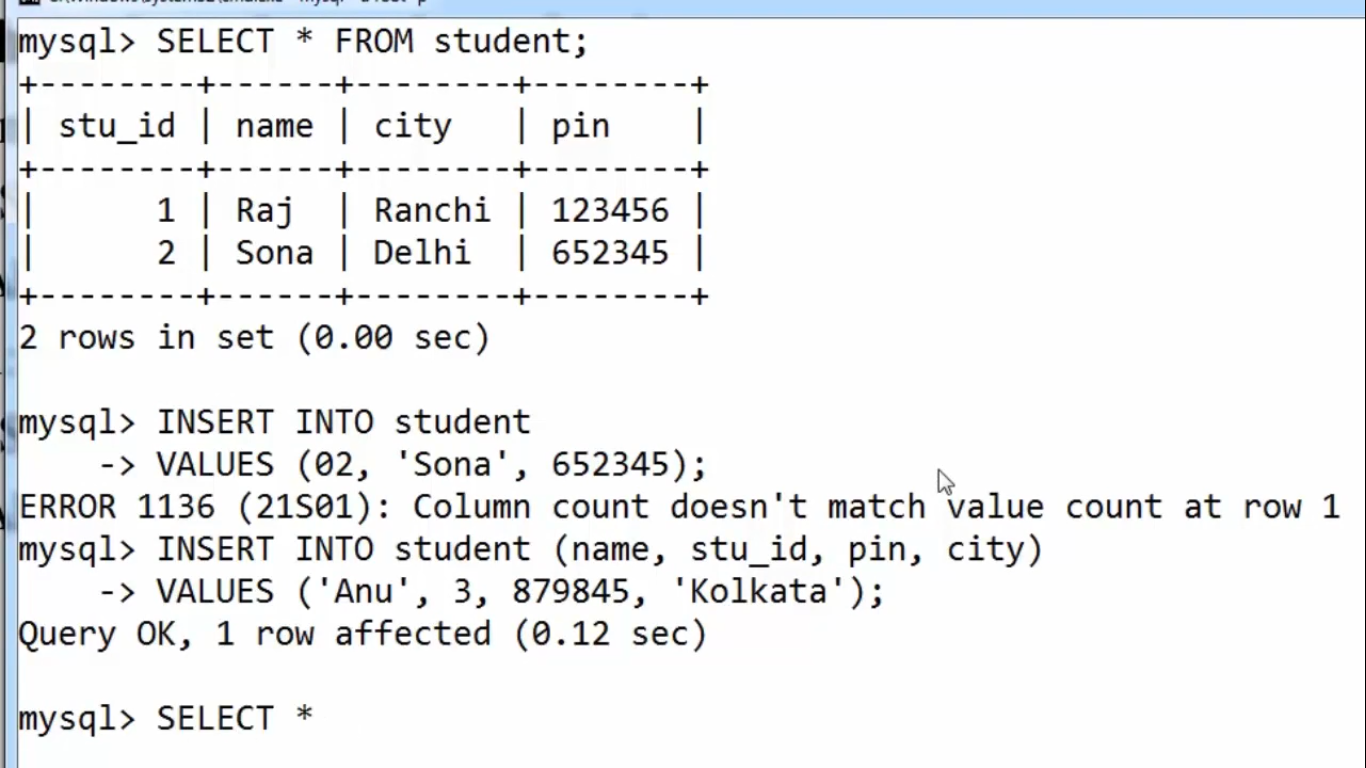 mysql> SELECT * FROM student;
+--------+------+--------+--------+
| stu_id | name | city   | pin    |
+--------+------+--------+--------+
|      1 | Raj  | Ranchi | 123456 |
|      2 | Sona | Delhi  | 652345 |
+--------+------+--------+--------+
2 rows in set (0.00 sec)
mysql> INSERT INTO student
    -> VALUES (02, 'Sona', 652345);
ERROR 1136 (21S01): Column count doesn't match value count at row 1
mysql> INSERT INTO student (name, stu_id, pin, city)
    -> VALUES ('Anu', 3, 879845, 'Kolkata');
Query OK, 1 row affected (0.12 sec)
mysql> SELECT *